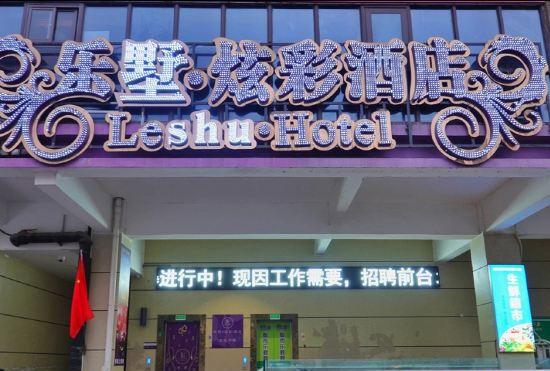 乐墅·炫彩酒店
Leshu·Hotel
进行中！现因工作需要，招聘前台
生鲜超市